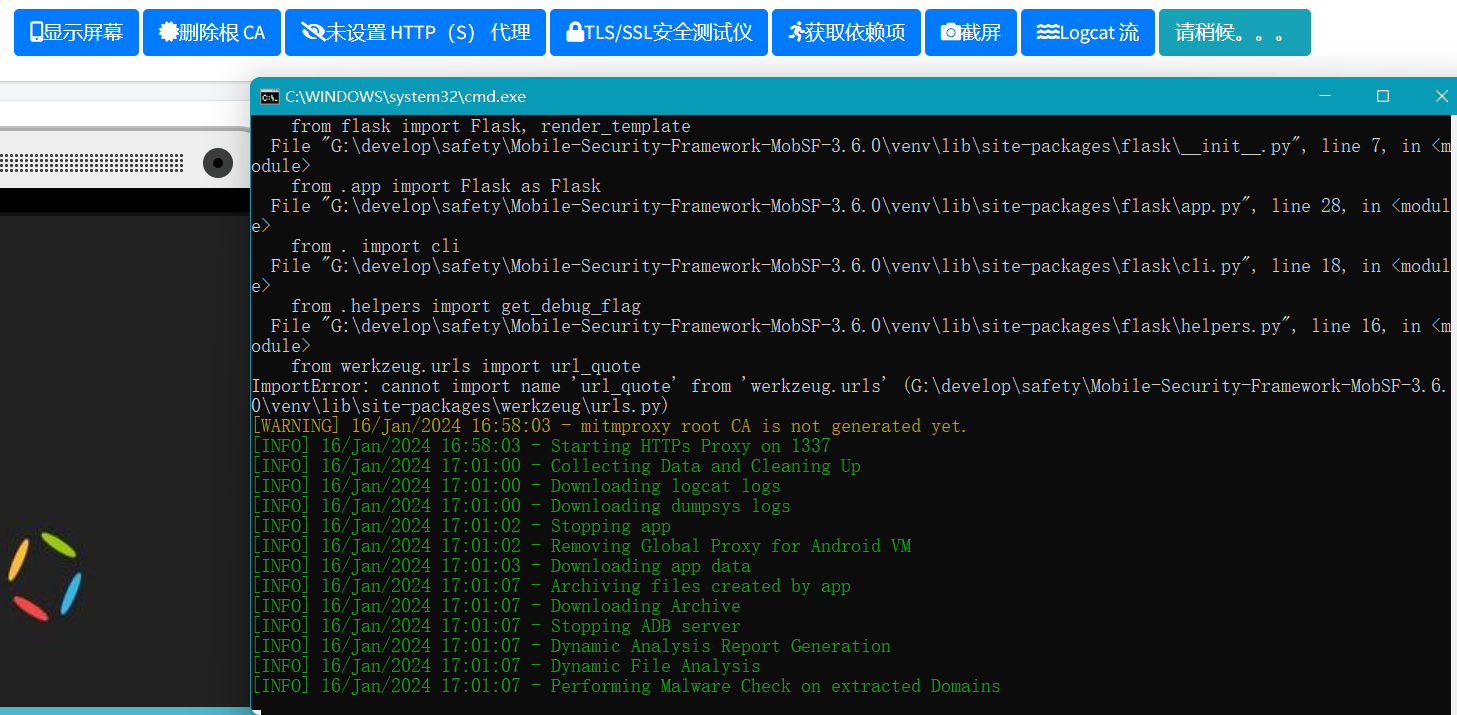 显示屏幕 删除根 CA 未设置 HTTP（S） 代理 TLS/SSL安全测试仪 获取依赖项 截屏 Logcat 流 请稍候。。。
C:\WINDOWS\system32\cmd.exe
from flask import Flask, render_template
File "G:\develop\safety\Mobile-Security-Framework-MobSF-3.6.0\venv\lib\site-packages\flask\__init__.py", line 7, in <m
odule>
from .app import Flask as Flask
File "G:\develop\safety\Mobile-Security-Framework-MobSF-3.6.0\venv\lib\site-packages\flask\app.py", line 28, in <modul
e>
from . import cli
File "G:\develop\safety\Mobile-Security-Framework-MobSF-3.6.0\venv\lib\site-packages\flask\cli.py", line 18, in <modul
e>
from .helpers import get_debug_flag
File "G:\develop\safety\Mobile-Security-Framework-MobSF-3.6.0\venv\lib\site-packages\flask\helpers.py", line 16, in <m
odule>
from werkzeug.urls import url_quote
ImportError: cannot import name 'url_quote' from 'werkzeug.urls' (G:\develop\safety\Mobile-Security-Framework-MobSF-3.6.
0\venv\lib\site-packages\werkzeug\urls.py)
[WARNING] 16/Jan/2024 16:58:03 - mitmproxy root CA is not generated yet.
[INFO] 16/Jan/2024 16:58:03 - Starting HTTPs Proxy on 1337
[INFO] 16/Jan/2024 17:01:00 - Collecting Data and Cleaning Up
[INFO] 16/Jan/2024 17:01:00 - Downloading logcat logs
[INFO] 16/Jan/2024 17:01:00 - Downloading dumpsys logs
[INFO] 16/Jan/2024 17:01:02 - Stopping app
[INFO] 16/Jan/2024 17:01:02 - Removing Global Proxy for Android VM
[INFO] 16/Jan/2024 17:01:03 - Downloading app data
[INFO] 16/Jan/2024 17:01:07 - Archiving files created by app
[INFO] 16/Jan/2024 17:01:07 - Downloading Archive
[INFO] 16/Jan/2024 17:01:07 - Stopping ADB server
[INFO] 16/Jan/2024 17:01:07 - Dynamic Analysis Report Generation
[INFO] 16/Jan/2024 17:01:07 - Dynamic File Analysis
[INFO] 16/Jan/2024 17:01:07 - Performing Malware Check on extracted Domains